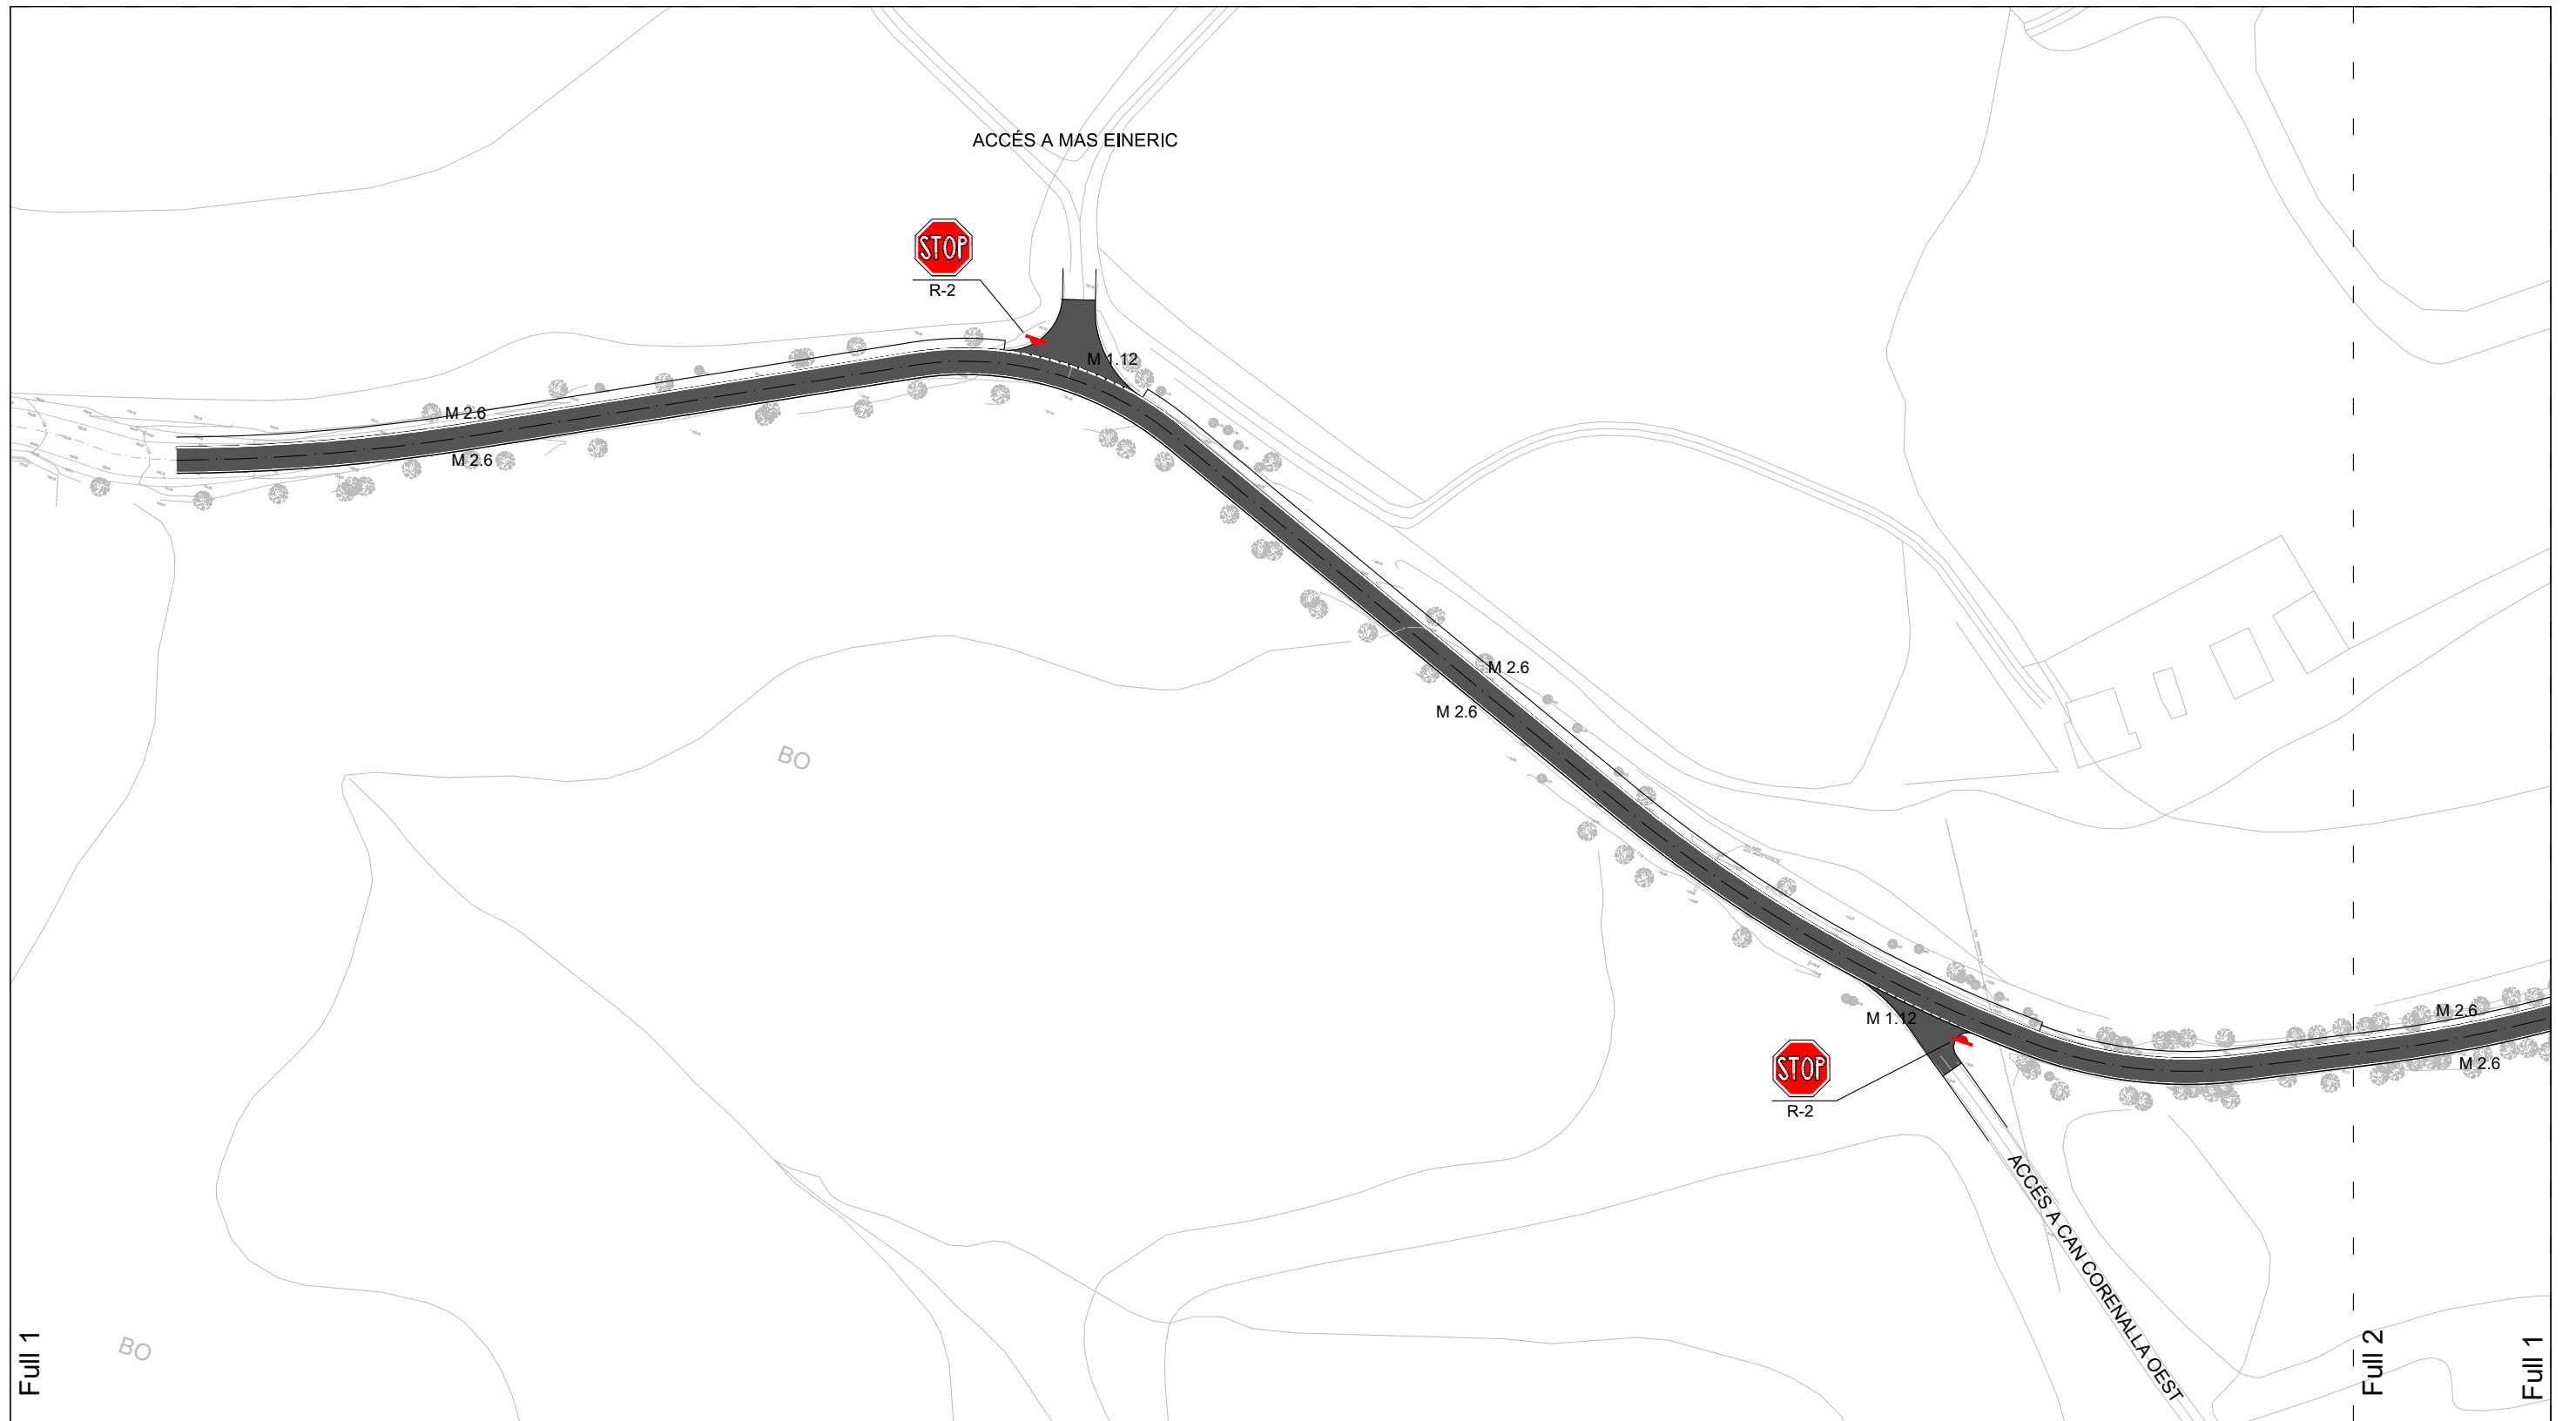 ACCÉS A MAS EINERIC
STOP
R-2
M 1.12
M 2.6
M 2.6
M 2.6
M 2.6
BO
M 2.6
M 1.12
M 2.6
STOP
R-2
ACCÉS A CAN CORENALLA OEST
BO
Full 1
Full 2
Full 1